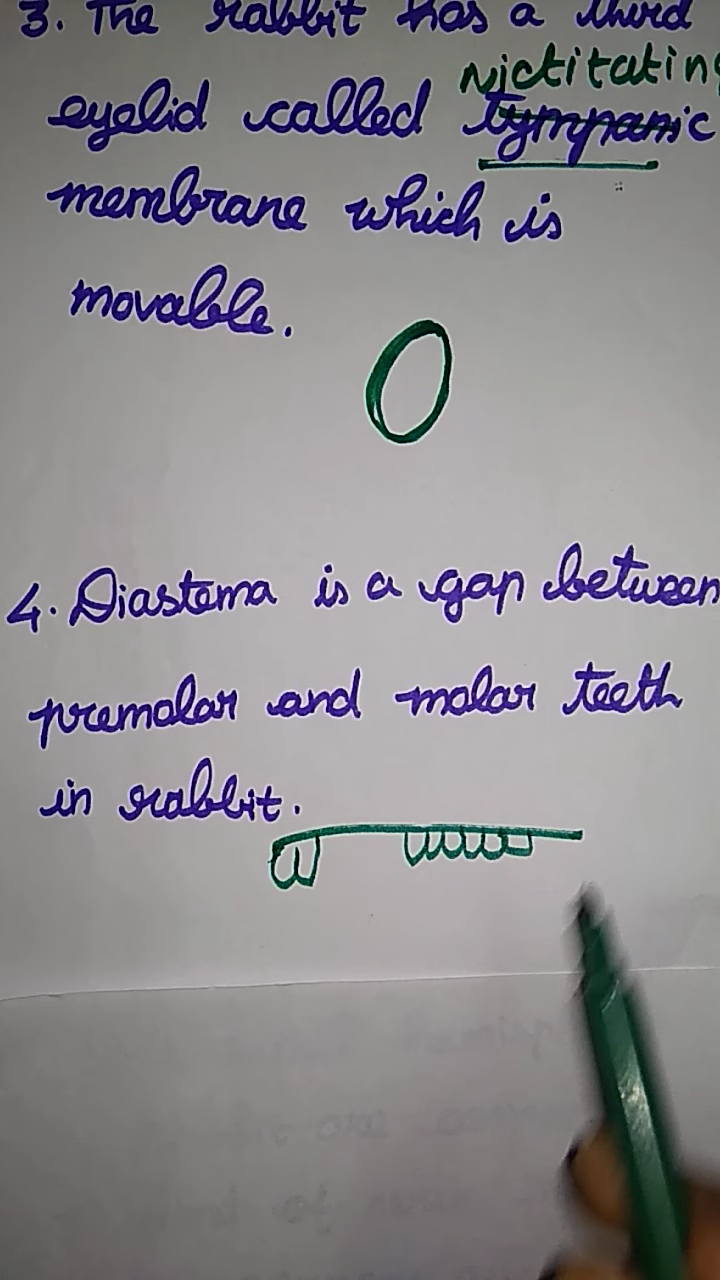 3. The rabbit has a third
nictitating
eyelid called tympanic
membrane which is
movable.
4. Diastema is a gap between
premolar and molar teeth
in rabbit.